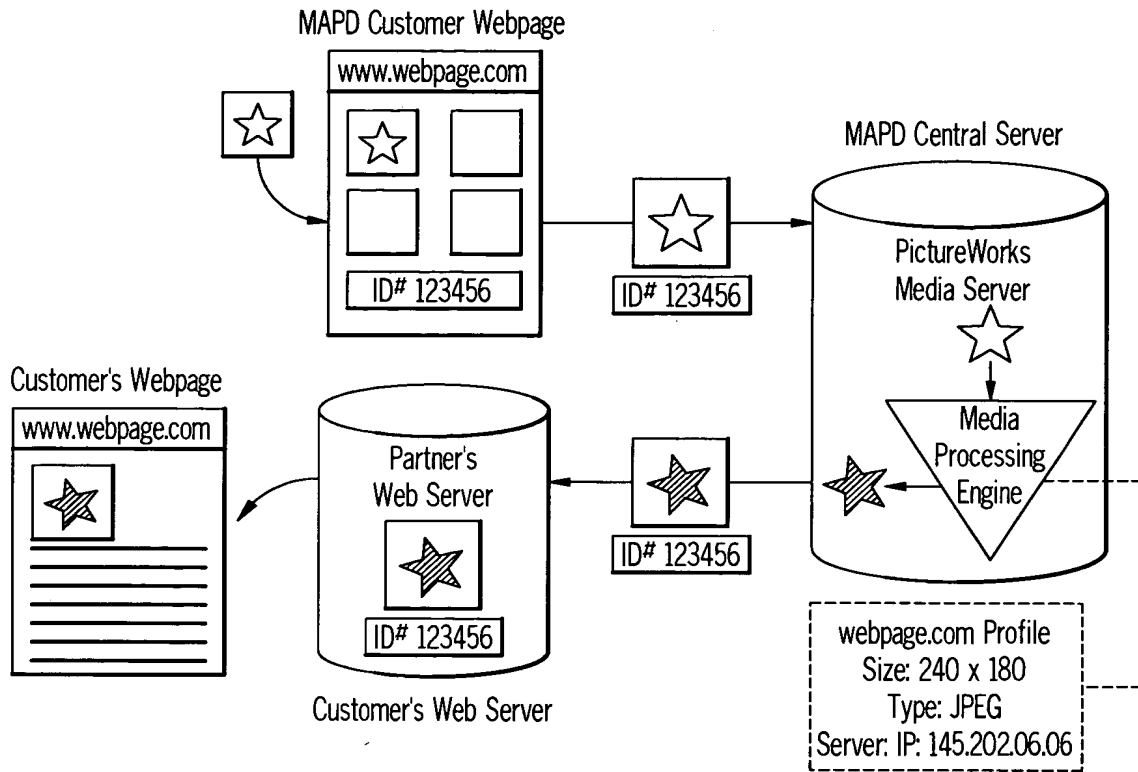 MAPD Customer Webpage
www.webpage.com
ID# 123456
ID# 123456
MAPD Central Server
PictureWorks
Media Server
Media
Processing
Engine
Customer's Webpage
www.webpage.com
Partner's
Web Server
ID# 123456
Customer's Web Server
ID# 123456
webpage.com Profile
Size: 240 x 180
Type: JPEG
Server: IP: 145.202.06.06